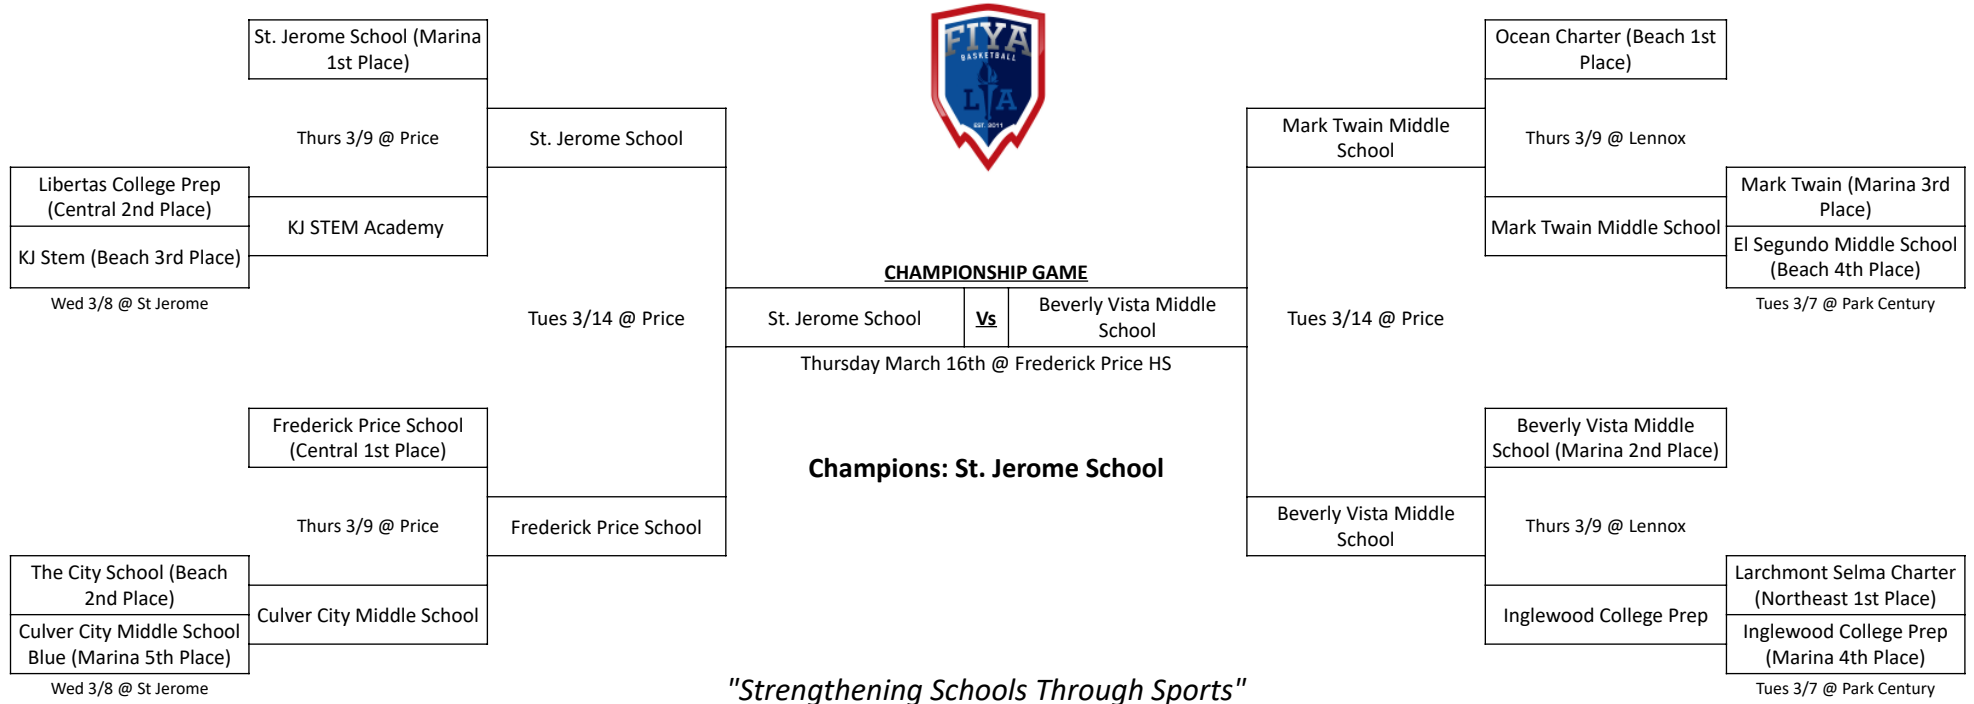 St. Jerome School (Marina
1st Place)
Thurs 3/9 @ Price
St. Jerome School
Libertas College Prep
(Central 2nd Place)
KJ STEM Academy
KJ Stem (Beach 3rd Place)
Wed 3/8 @ St Jerome
Tues 3/14 @ Price
Frederick Price School
(Central 1st Place)
Thurs 3/9 @ Price
Frederick Price School
The City School (Beach
2nd Place)
Culver City Middle School
Culver City Middle School
Blue (Marina 5th Place)
Wed 3/8 @ St Jerome
FIYA
BASKETBALL
LA
EST. 2011
CHAMPIONSHIP GAME
St. Jerome School
Vs
Beverly Vista Middle
School
Thursday March 16th @ Frederick Price HS
Champions: St. Jerome School
"Strengthening Schools Through Sports"
Ocean Charter (Beach 1st
Place)
Mark Twain Middle
School
Thurs 3/9 @ Lennox
Mark Twain (Marina 3rd
Place)
Mark Twain Middle School
El Segundo Middle School
(Beach 4th Place)
Tues 3/7 @ Park Century
Tues 3/14 @ Price
Beverly Vista Middle
School (Marina 2nd Place)
Beverly Vista Middle
School
Thurs 3/9 @ Lennox
Larchmont Selma Charter
(Northeast 1st Place)
Inglewood College Prep
Inglewood College Prep
(Marina 4th Place)
Tues 3/7 @ Park Century